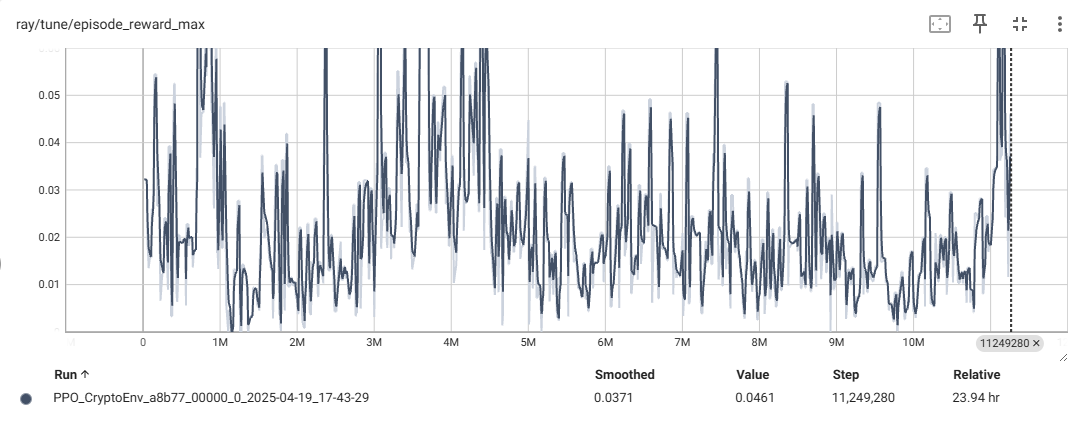 ray/tune/episode_reward_max
0.05
0.04
0.03
0.02
0.01
0 1M 2M 3M 4M 5M 6M 7M 8M 9M 10M 11249280 ×
Run ↑ Smoothed Value Step Relative
PPO_CryptoEnv_a8b77_00000_0_2025-04-19_17-43-29 0.0371 0.0461 11,249,280 23.94 hr